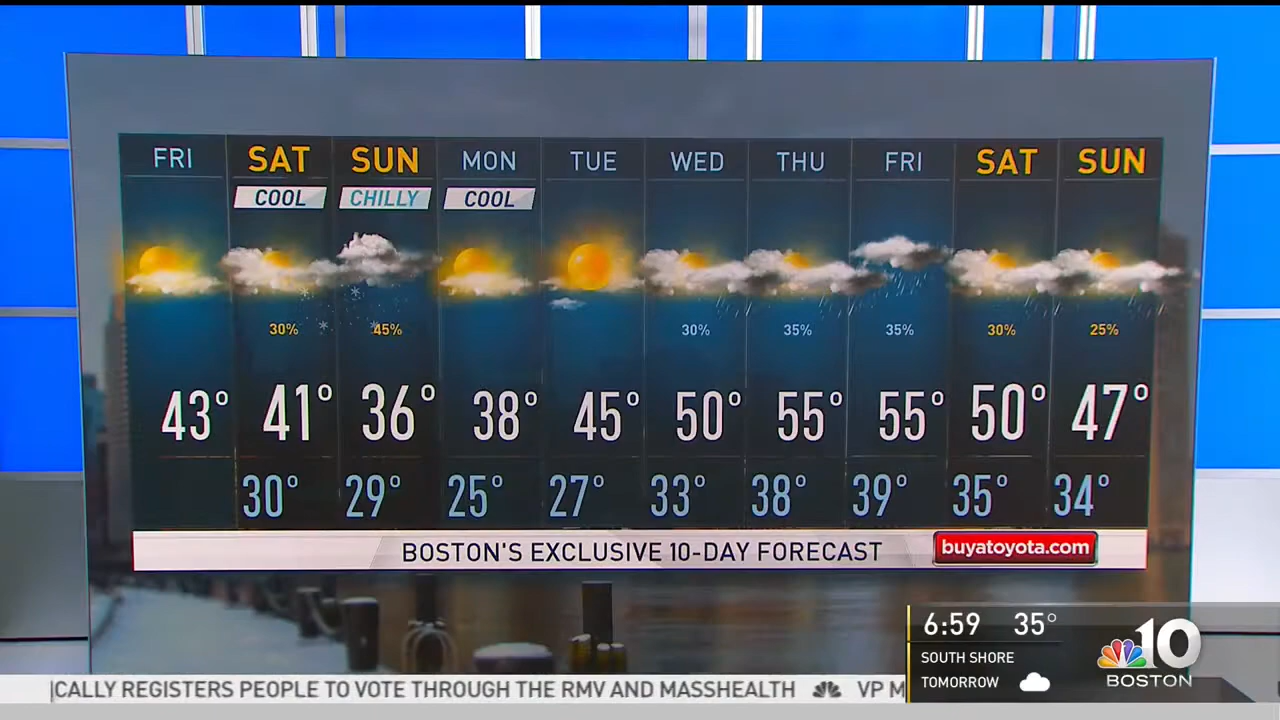 FRI SAT SUN MON TUE WED THU FRI SAT SUN
COOL CHILLY COOL
30% 45% 30% 35% 35% 30% 25%
43° 41° 36° 38° 45° 50° 55° 55° 50° 47°
30° 29° 25° 27° 33° 38° 39° 35° 34°
BOSTON'S EXCLUSIVE 10-DAY FORECAST buyatoyota.com
6:59 35°
SOUTH SHORE
TOMORROW
10
BOSTON
CALLY REGISTERS PEOPLE TO VOTE THROUGH THE RMV AND MASSHEALTH VP M